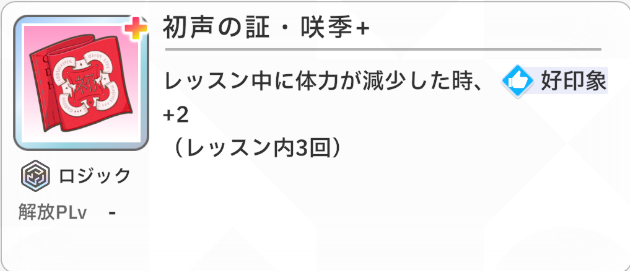 初声の証・咲季+
レッスン中に体力が減少した時、 好印象
+2
（レッスン内3回）
ロジック
解放PLv -